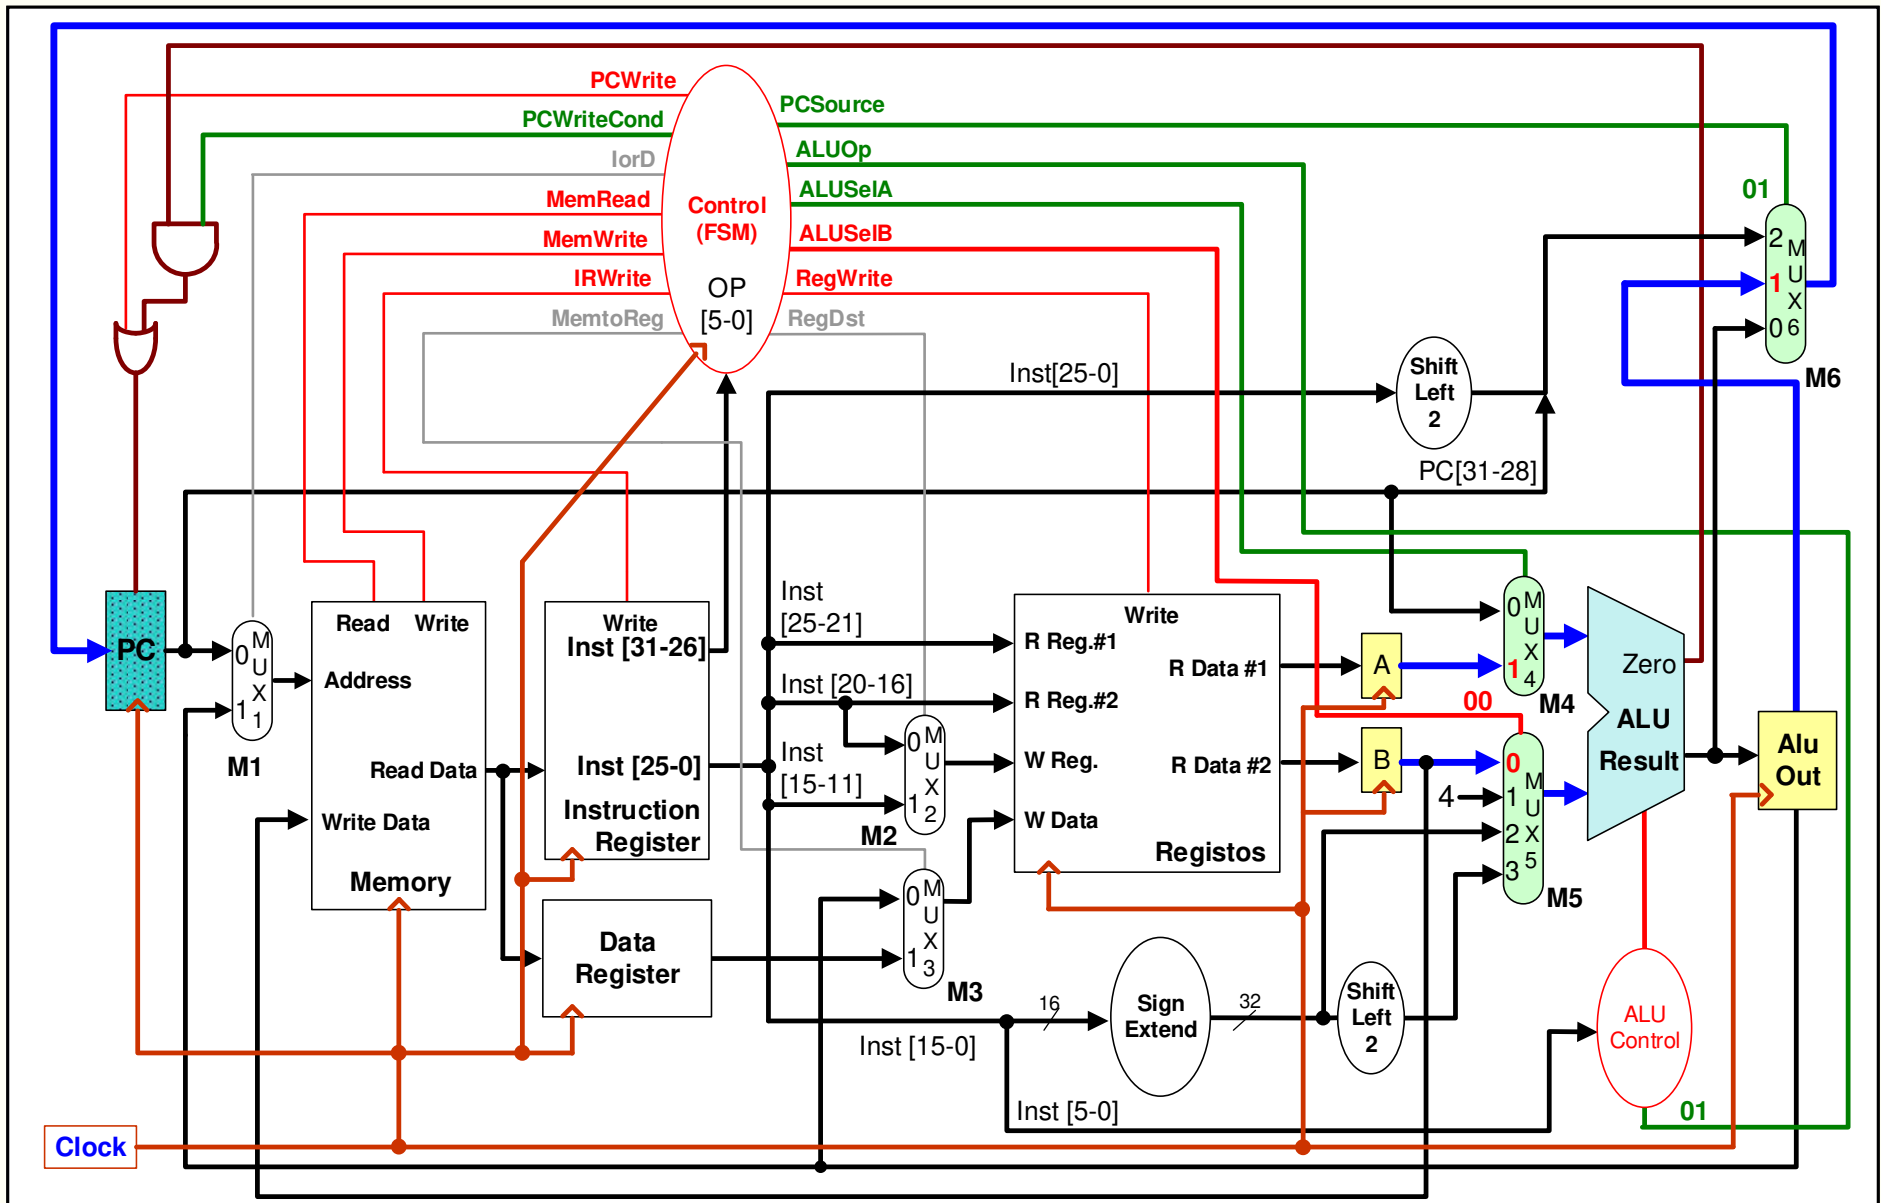 PCWrite
PCWriteCond
IorD
MemRead
MemWrite
IRWrite
MemtoReg
Control
(FSM)
OP
[5-0]
PCSource
ALUOp
ALUSelA
ALUSelB
RegWrite
RegDst
01
2
1
0
M
U
X
6
M6
Inst[25-0]
Shift
Left
2
PC[31-28]
PC
0
1
M
U
X
1
M1
Read
Write
Address
Read Data
Write Data
Memory
Write
Inst [31-26]
Inst [25-0]
Instruction
Register
Data
Register
Inst
[25-21]
Inst [20-16]
Inst
[15-11]
0
1
M
U
X
2
M2
0
1
M
U
X
3
M3
Write
R Reg.#1
R Reg.#2
W Reg.
W Data
R Data #1
R Data #2
Registos
A
B
0
1
M
U
X
4
M4
00
0
4
1
2
3
M
U
X
5
M5
Zero
ALU
Result
Alu
Out
Inst [15-0]
16
Sign
Extend
32
Shift
Left
2
ALU
Control
01
Inst [5-0]
Clock